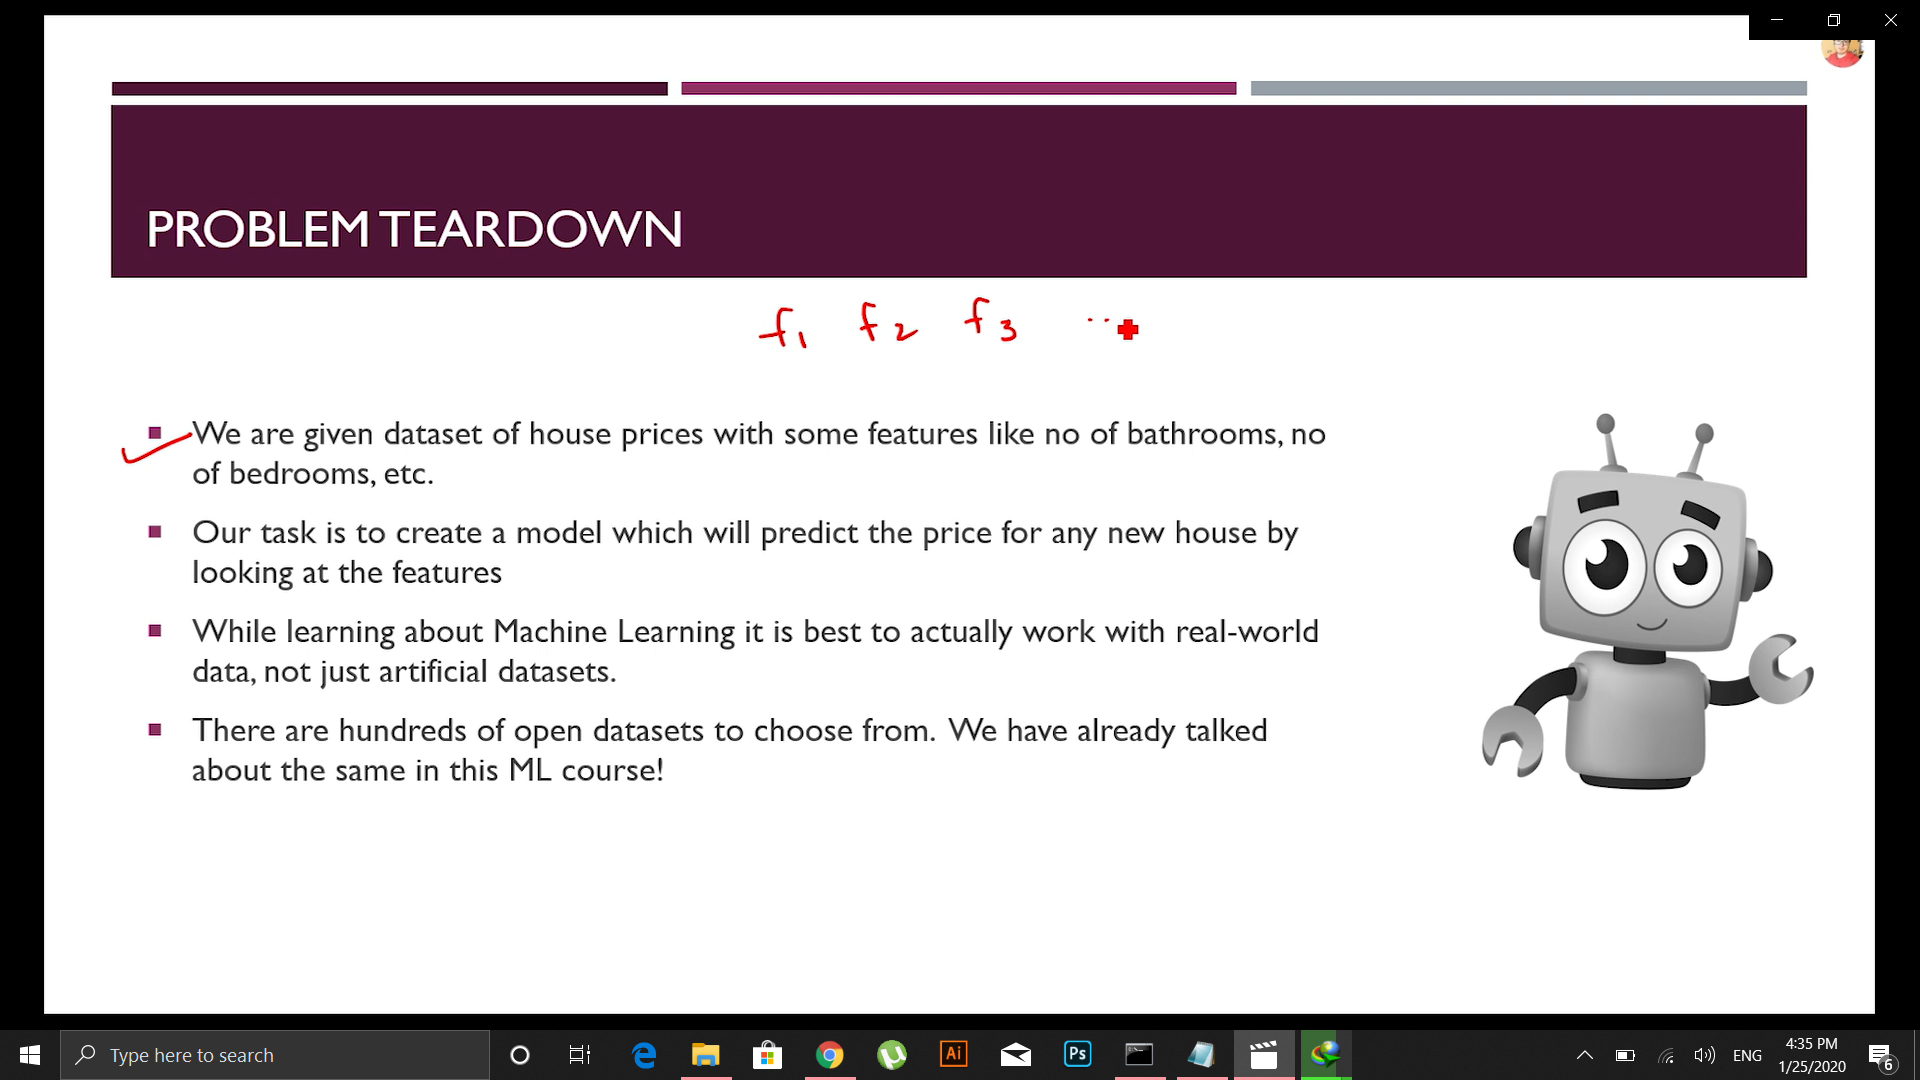 PROBLEM TEARDOWN
f1 f2 f3 ..
We are given dataset of house prices with some features like no of bathrooms, no
of bedrooms, etc.
Our task is to create a model which will predict the price for any new house by
looking at the features
While learning about Machine Learning it is best to actually work with real-world
data, not just artificial datasets.
There are hundreds of open datasets to choose from. We have already talked
about the same in this ML course!
Type here to search
Ai
Ps
ENG
4:35 PM
1/25/2020
6